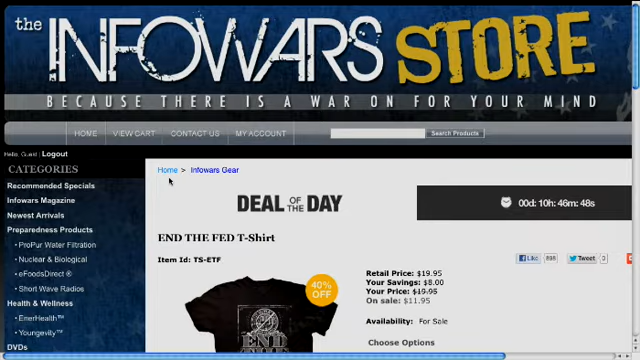 the INFOWARS STORE
BECAUSE THERE IS A WAR ON FOR YOUR MIND
HOME VIEW CART CONTACT US MY ACCOUNT Search Products
Hello, Guest | Logout
CATEGORIES
Recommended Specials
Infowars Magazine
Newest Arrivals
Preparedness Products
• ProPur Water Filtration
• Nuclear & Biological
• eFoodsDirect ®
• Short Wave Radios
Health & Wellness
• EnerHealth™
• Youngevity™
DVDs
Home > Infowars Gear
DEAL OF THE DAY
00d: 10h: 46m: 48s
END THE FED T-Shirt
Item Id: TS-ETF
Like
Tweet 0
40%
OFF
END
Retail Price: $19.95
Your Savings: $8.00
Your Price: $19.95
On sale: $11.95
Availability: For Sale
Choose Options